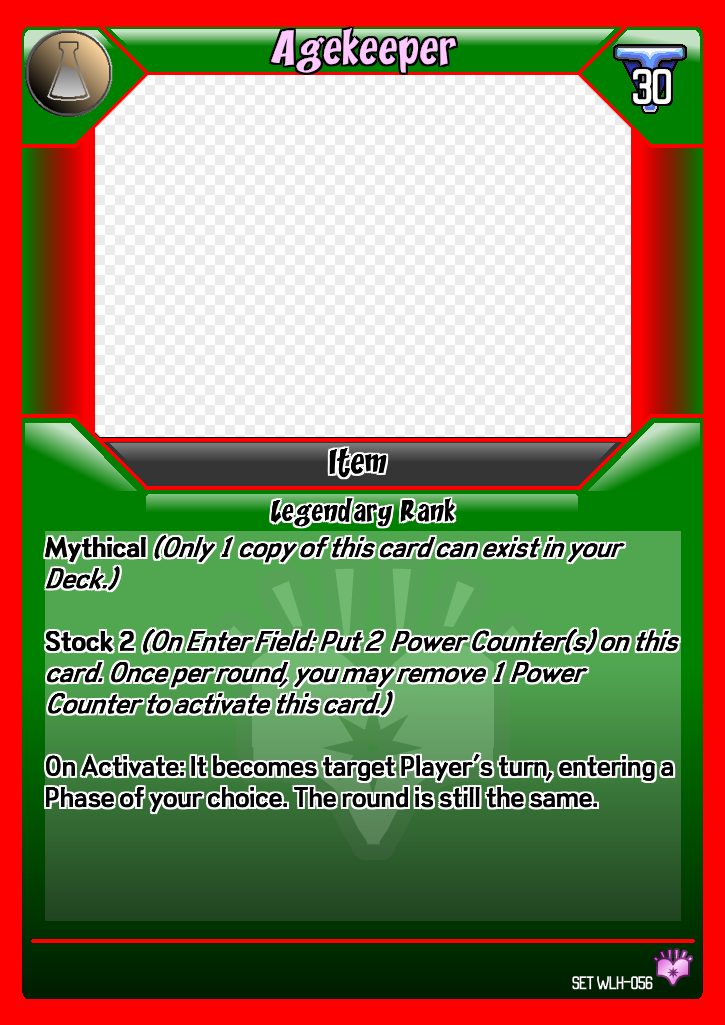 Agekeeper
30
Item
Legendary Rank
Mythical (Only 1 copy of this card can exist in your
Deck.)
Stock 2 (On Enter Field: Put 2 Power Counter(s) on this
card. Once per round, you may remove 1 Power
Counter to activate this card.)
On Activate: It becomes target Player's turn, entering a
Phase of your choice. The round is still the same.
SET WLH-056